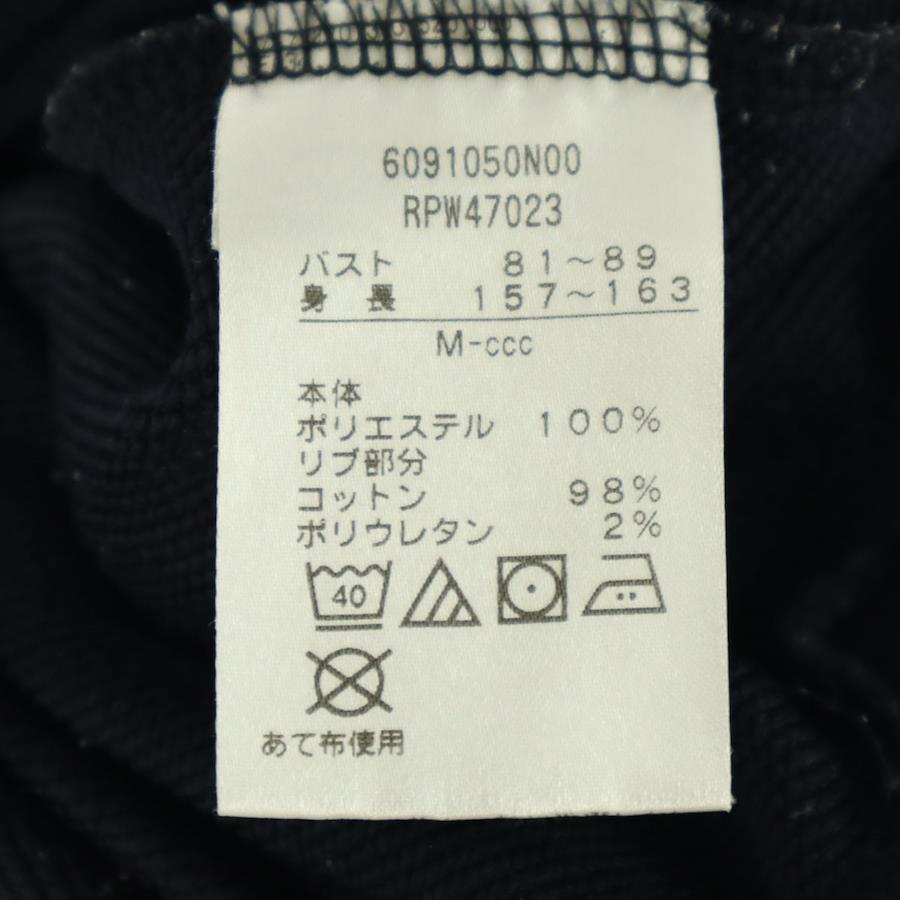 6091050N00
RPW47023
バスト 81～89
身長 157～163
M-ccc
本体
ポリエステル 100%
リブ部分
コットン 98%
ポリウレタン 2%
40
あて布使用